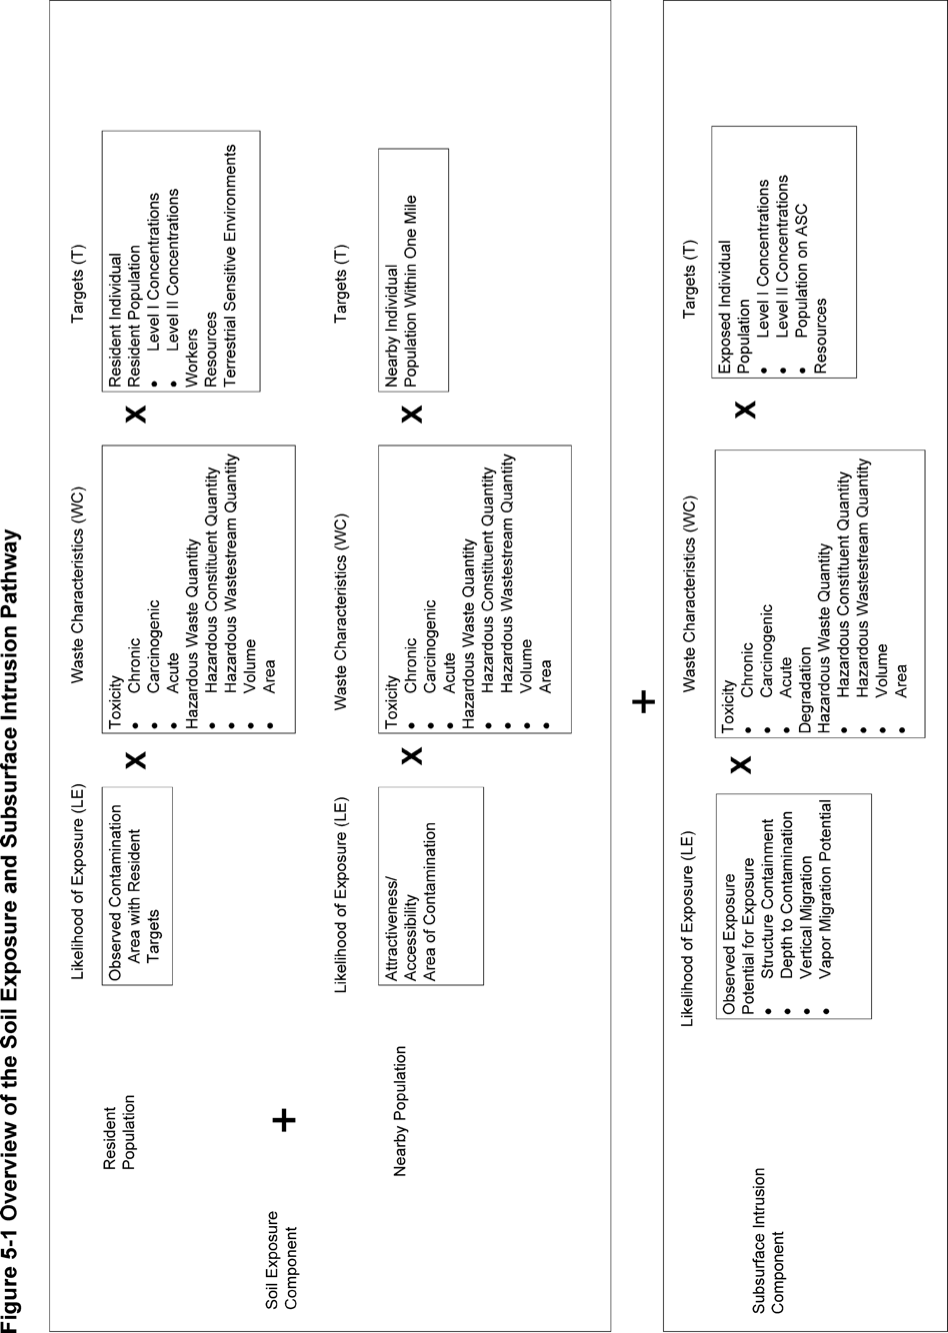 Figure 5-1 Overview of the Soil Exposure and Subsurface Intrusion Pathway
Likelihood of Exposure (LE)
Waste Characteristics (WC)
Targets (T)
Resident
Population
Observed Contamination
Area with Resident
Targets
X
Toxicity
• Chronic
• Carcinogenic
• Acute
Hazardous Waste Quantity
• Hazardous Constituent Quantity
• Hazardous Wastestream Quantity
• Volume
• Area
X
Resident Individual
Resident Population
• Level I Concentrations
• Level II Concentrations
Workers
Resources
Terrestrial Sensitive Environments
Soil Exposure
Component
+
Likelihood of Exposure (LE)
Waste Characteristics (WC)
Targets (T)
Nearby Population
Attractiveness/
Accessibility
Area of Contamination
X
Toxicity
• Chronic
• Carcinogenic
• Acute
Hazardous Waste Quantity
• Hazardous Constituent Quantity
• Hazardous Wastestream Quantity
• Volume
• Area
X
Nearby Individual
Population Within One Mile
+
Likelihood of Exposure (LE)
Waste Characteristics (WC)
Targets (T)
Subsurface Intrusion
Component
Observed Exposure
Potential for Exposure
• Structure Containment
• Depth to Contamination
• Vertical Migration
• Vapor Migration Potential
X
Toxicity
• Chronic
• Carcinogenic
• Acute
Degradation
Hazardous Waste Quantity
• Hazardous Constituent Quantity
• Hazardous Wastestream Quantity
• Volume
• Area
X
Exposed Individual
Population
• Level I Concentrations
• Level II Concentrations
• Population on ASC
Resources